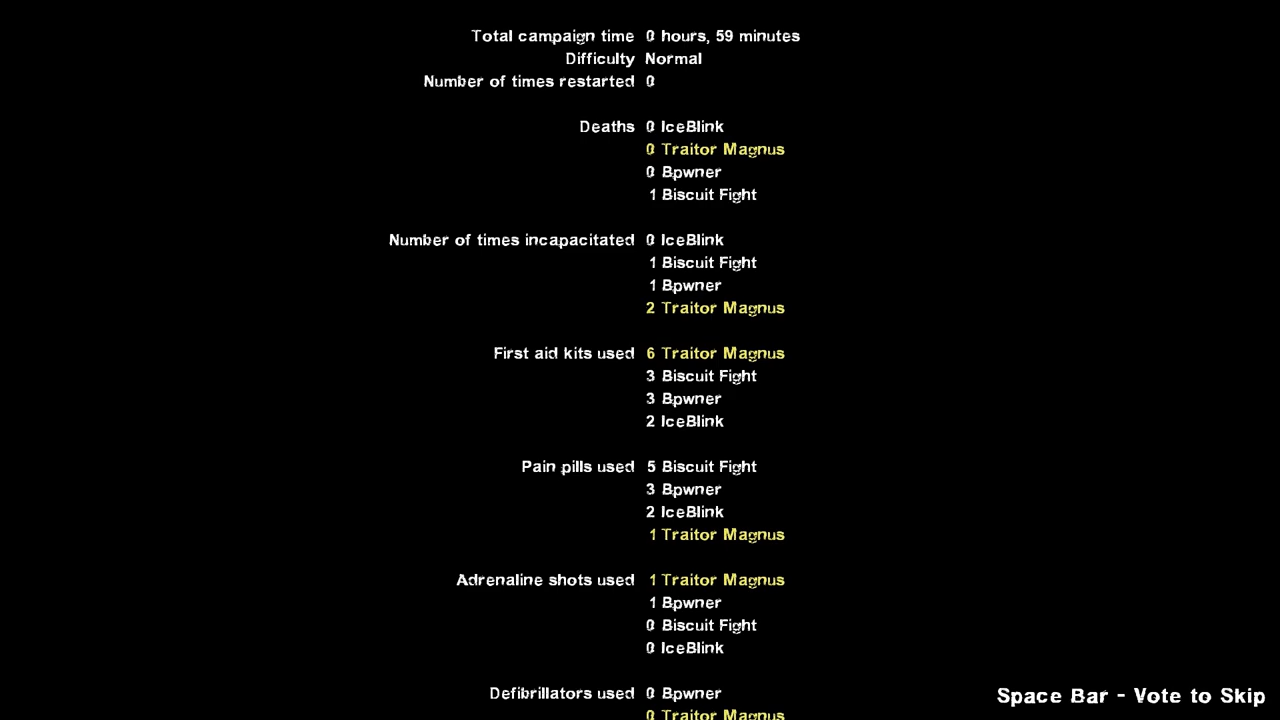 Total campaign time 0 hours, 59 minutes
Difficulty Normal
Number of times restarted 0
Deaths 0 IceBlink
0 Traitor Magnus
0 Bpwner
1 Biscuit Fight
Number of times incapacitated 0 IceBlink
1 Biscuit Fight
1 Bpwner
2 Traitor Magnus
First aid kits used 6 Traitor Magnus
3 Biscuit Fight
3 Bpwner
2 IceBlink
Pain pills used 5 Biscuit Fight
3 Bpwner
2 IceBlink
1 Traitor Magnus
Adrenaline shots used 1 Traitor Magnus
1 Bpwner
0 Biscuit Fight
0 IceBlink
Defibrillators used 0 Bpwner
0 Traitor Magnus
Space Bar - Vote to Skip